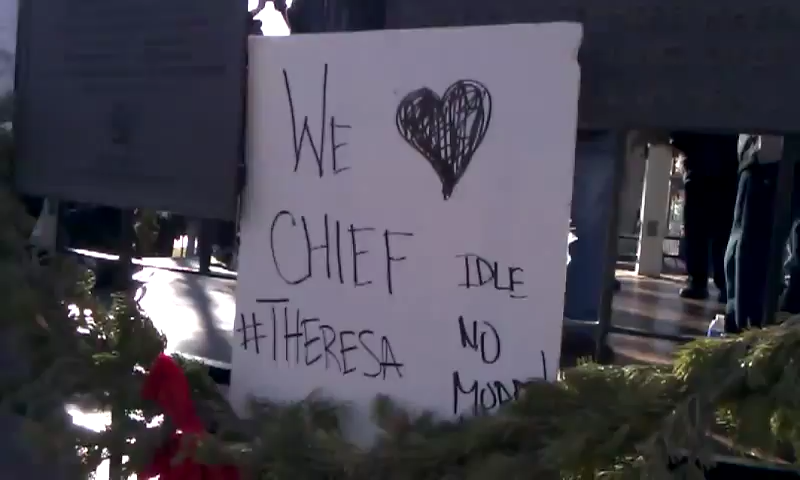 WE ♥
CHIEF
#THERESA
IDLE
NO
MORE!